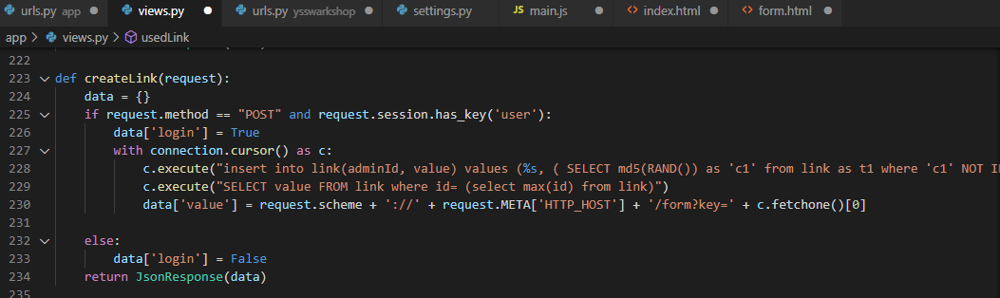 urls.py app views.py urls.py ysswarkshop settings.py JS main.js <> index.html <> form.html
app > views.py > usedLink
222
223 def createLink(request):
224 data = {}
225 if request.method == "POST" and request.session.has_key('user'):
226 data['login'] = True
227 with connection.cursor() as c:
228 c.execute("insert into link(adminId, value) values (%s, ( SELECT md5(RAND()) as 'c1' from link as t1 where 'c1' NOT I
229 c.execute("SELECT value FROM link where id= (select max(id) from link)")
230 data['value'] = request.scheme + '://' + request.META['HTTP_HOST'] + '/form?key=' + c.fetchone()[0]
231
232 else:
233 data['login'] = False
234 return JsonResponse(data)
235